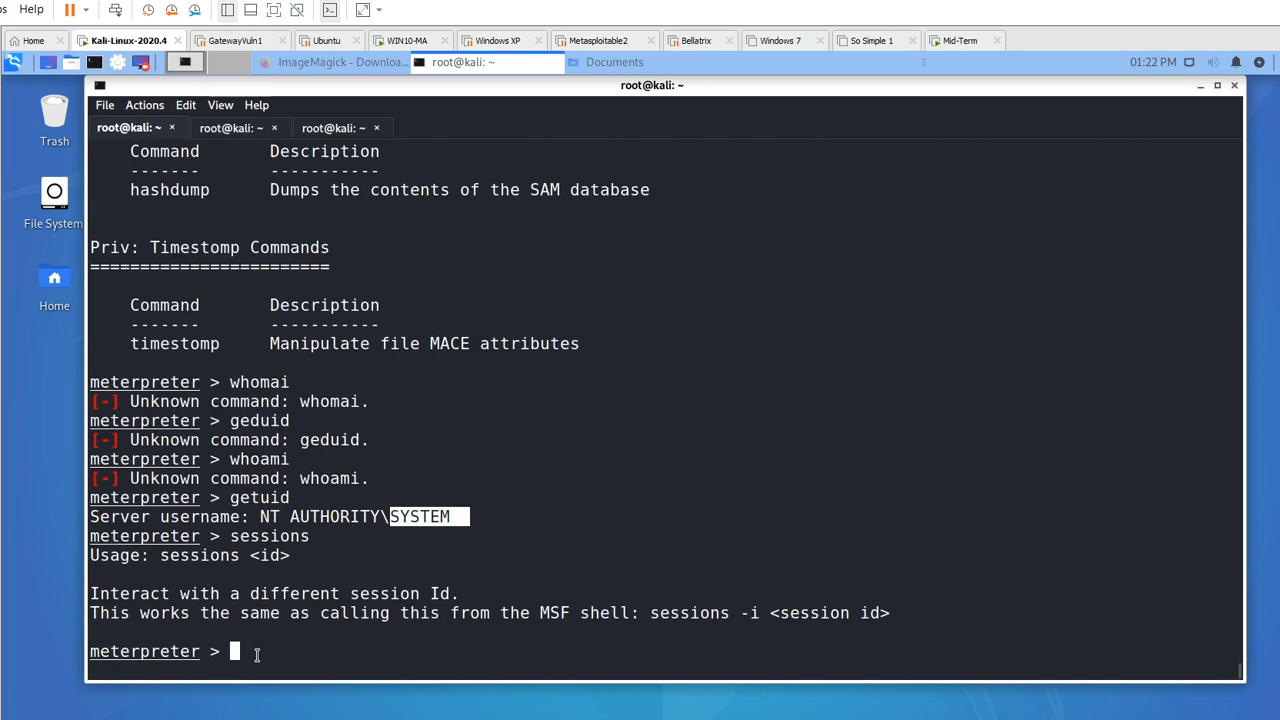 Help
Home
Kali-Linux-2020.4
GatewayVuln1
Ubuntu
WIN10-MA
Windows XP
Metasploitable2
Bellatrix
Windows 7
So Simple 1
Mid-Term
ImageMagick - Downloa...
root@kali: ~
Documents
01:22 PM
root@kali: ~
File Actions Edit View Help
root@kali: ~
root@kali: ~
root@kali: ~
Trash
File System
Home
Command Description
------- -----------
hashdump Dumps the contents of the SAM database
Priv: Timestomp Commands
========================
Command Description
------- -----------
timestomp Manipulate file MACE attributes
meterpreter > whomai
[-] Unknown command: whomai.
meterpreter > geduid
[-] Unknown command: geduid.
meterpreter > whoami
[-] Unknown command: whoami.
meterpreter > getuid
Server username: NT AUTHORITY\SYSTEM
meterpreter > sessions
Usage: sessions <id>
Interact with a different session Id.
This works the same as calling this from the MSF shell: sessions -i <session id>
meterpreter >